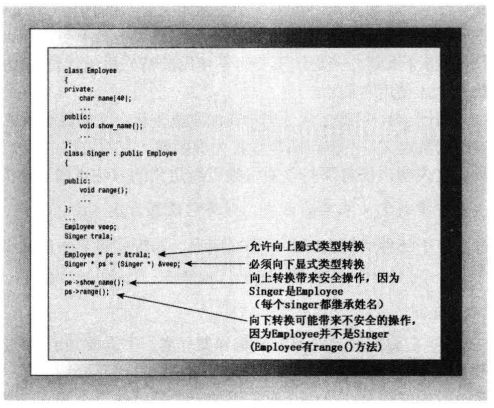 class Employee
{
private:
char name[40];
...
public:
void show_name();
...
};
class Singer : public Employee
{
...
public:
void range();
...
};
...
Employee veep;
Singer trala;
...
Employee * pe = &trala;
Singer * ps = (Singer *) &veep;
...
pe->show_name();
ps->range();
允许向上隐式类型转换
必须向下显式类型转换
向上转换带来安全操作，因为
Singer是Employee
（每个singer都继承姓名）
向下转换可能带来不安全的操作，
因为Employee并不是Singer
(Employee有range()方法)